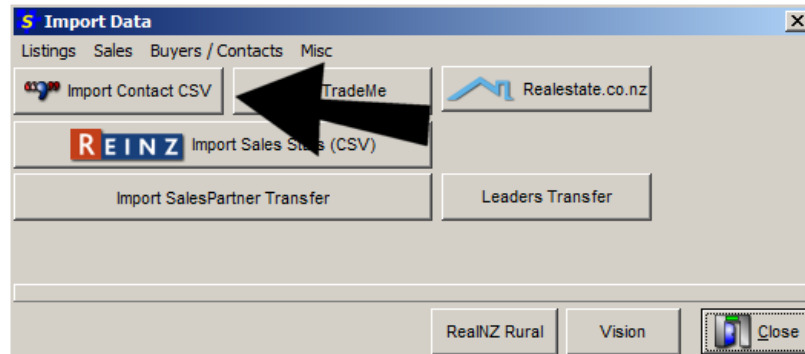 S Import Data
Listings Sales Buyers / Contacts Misc
Import Contact CSV TradeMe Realestate.co.nz
REINZ Import Sales (CSV)
Import SalesPartner Transfer Leaders Transfer
RealNZ Rural Vision Close